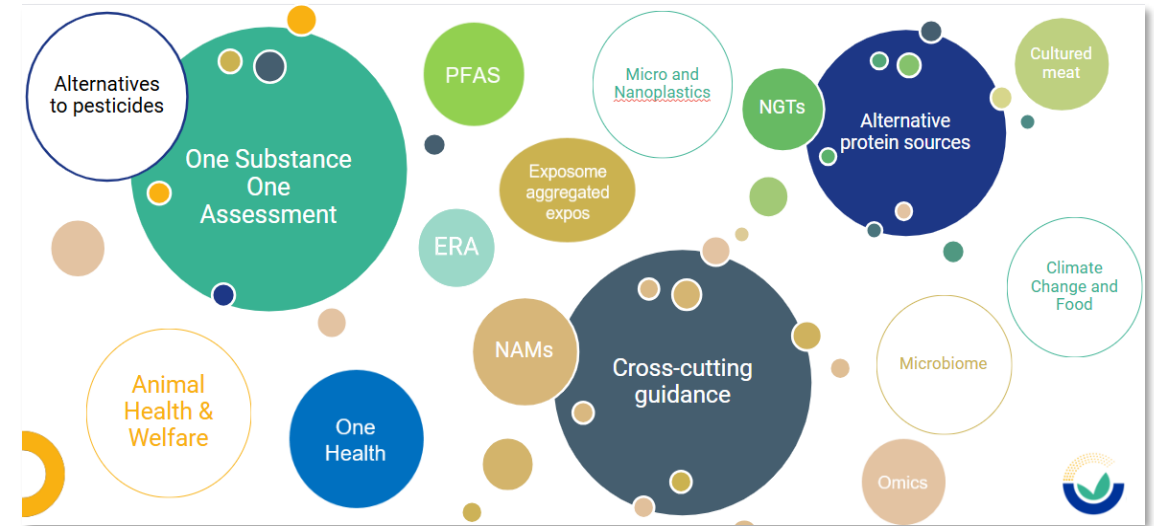 Alternatives
to pesticides
One Substance
One
Assessment
PFAS
Micro and
Nanoplastics
NGTs
Alternative
protein sources
Cultured
meat
Exposome
aggregated
expos
ERA
Climate
Change and
Food
NAMs
Cross-cutting
guidance
Microbiome
Animal
Health &
Welfare
One
Health
Omics